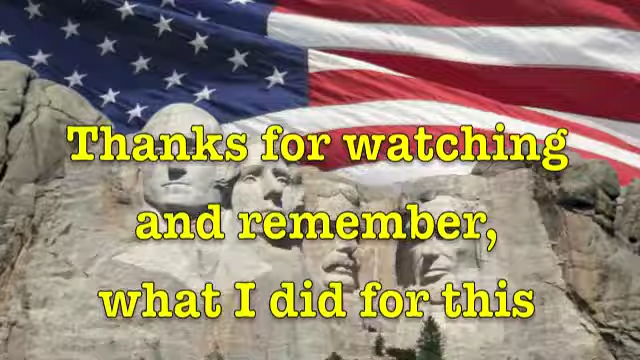 Thanks for watching
and remember,
what I did for this